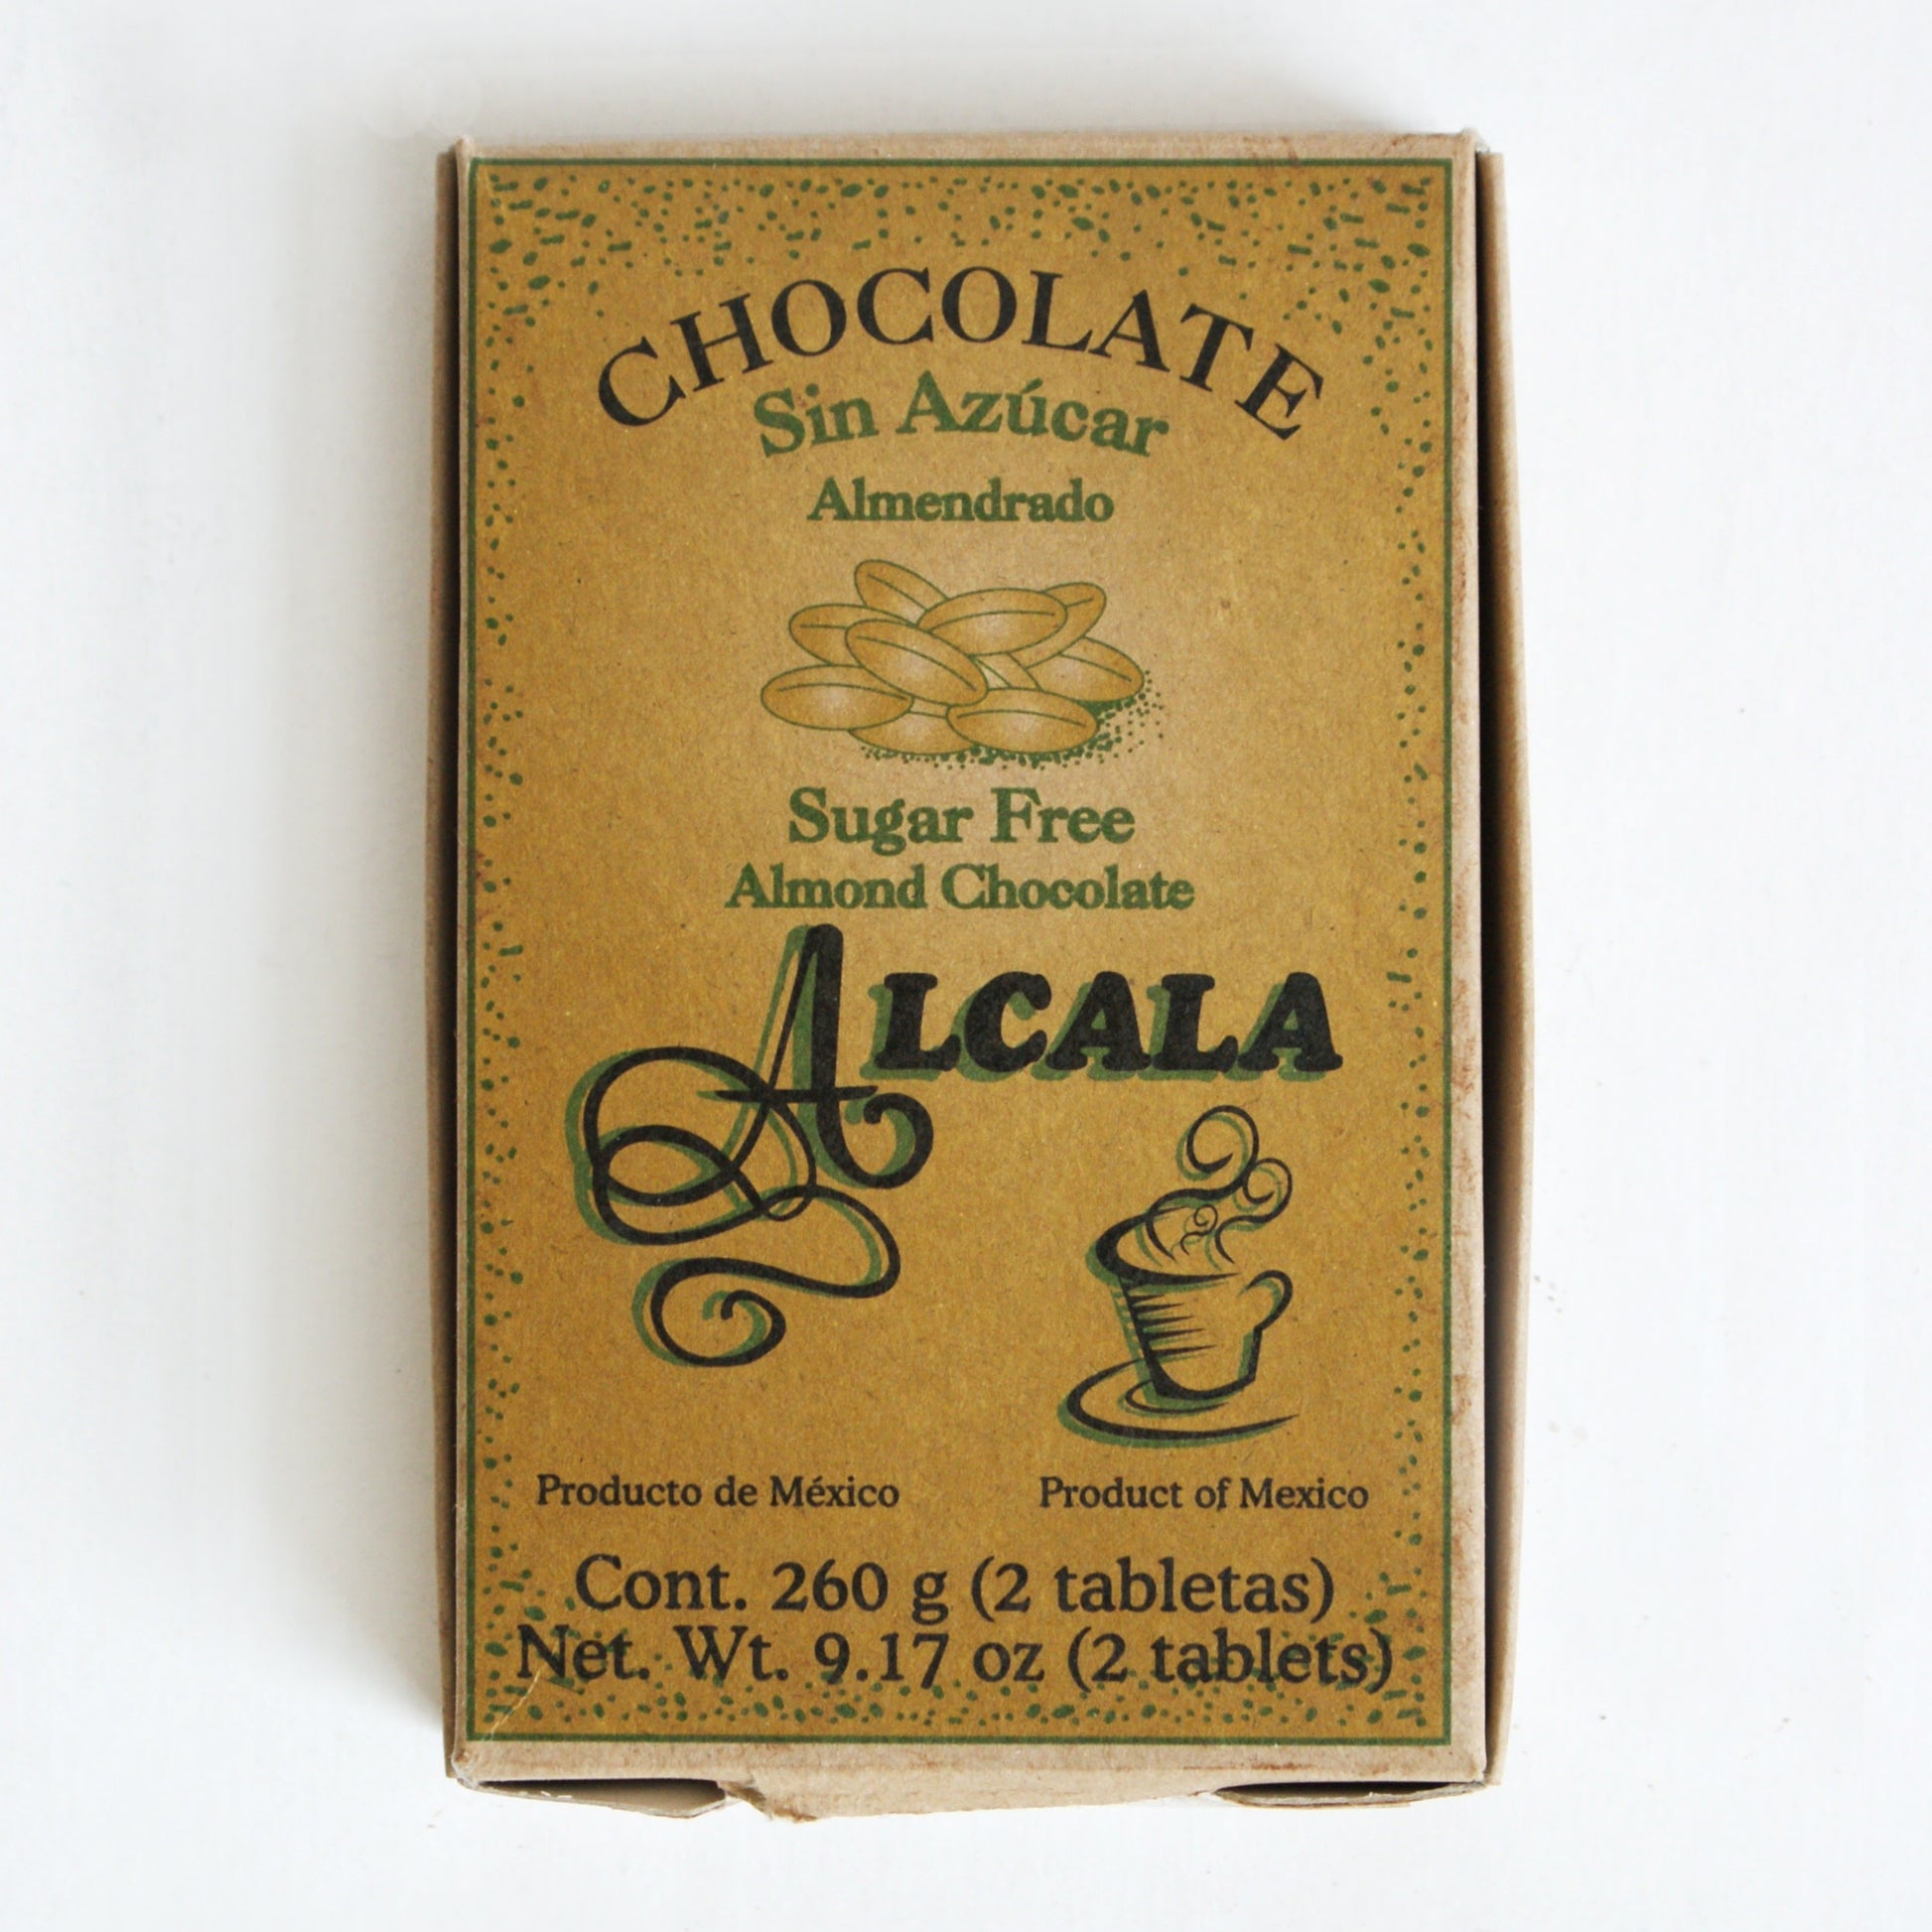 CHOCOLATE
Sin Azúcar
Almendrado
Sugar Free
Almond Chocolate
ALCALA
Producto de México
Product of Mexico
Cont. 260 g (2 tabletas)
Net. Wt. 9.17 oz (2 tablets)